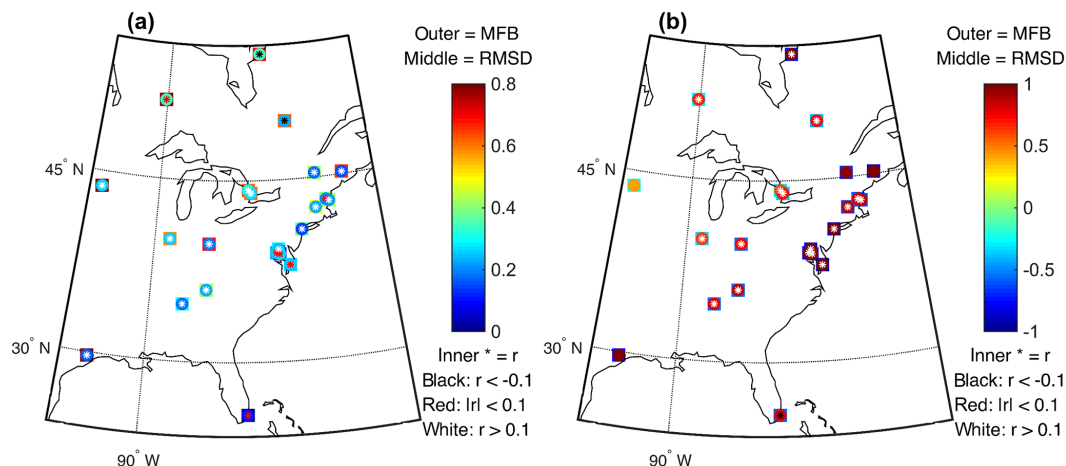 (a)
Outer = MFB
Middle = RMSD
0.8
0.6
0.4
0.2
0
45° N
30° N
90° W
Inner * = r
Black: r < -0.1
Red: |r| < 0.1
White: r > 0.1
(b)
Outer = MFB
Middle = RMSD
1
0.5
0
-0.5
-1
45° N
30° N
90° W
Inner * = r
Black: r < -0.1
Red: |r| < 0.1
White: r > 0.1